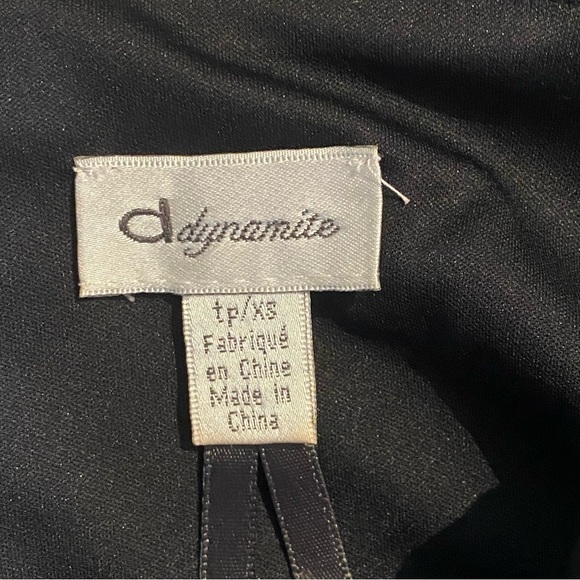 d dynamite
tp/xs
Fabriqué
en Chine
Made in
China